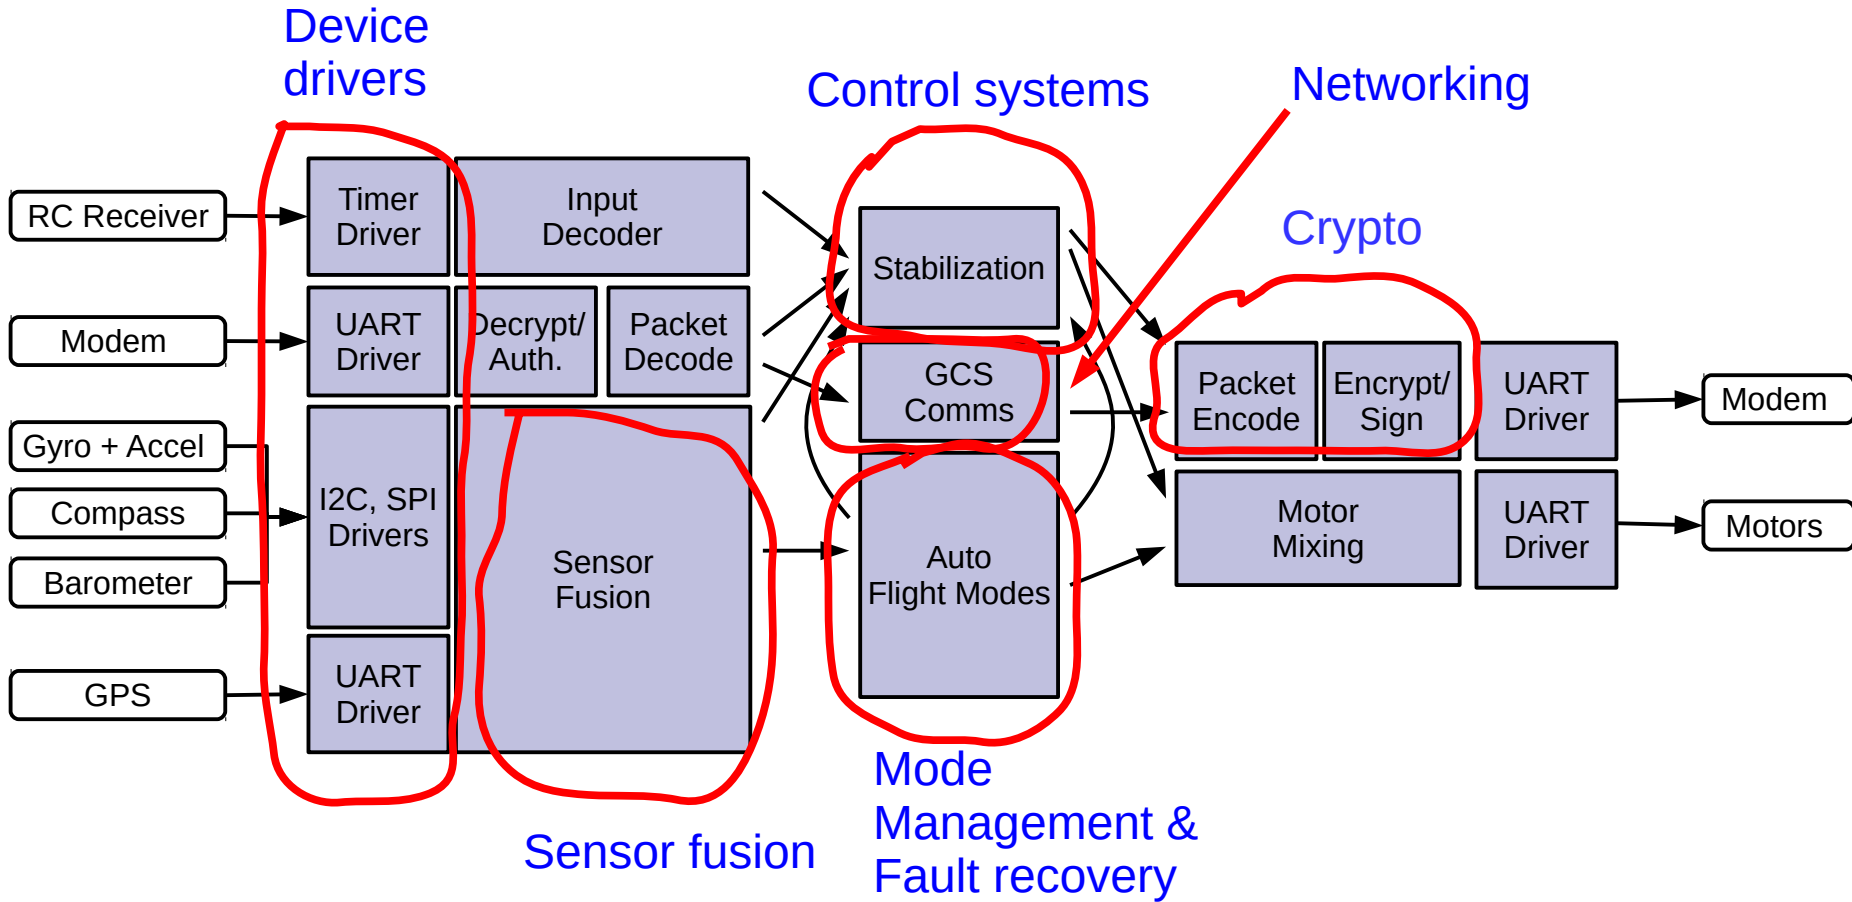 Device
drivers
Control systems
Networking
Crypto
RC Receiver
Timer
Driver
Input
Decoder
Modem
UART
Driver
Decrypt/
Auth.
Packet
Decode
Gyro + Accel
Compass
Barometer
I2C, SPI
Drivers
Sensor
Fusion
GPS
UART
Driver
Stabilization
GCS
Comms
Auto
Flight Modes
Packet
Encode
Encrypt/
Sign
UART
Driver
Modem
Motor
Mixing
UART
Driver
Motors
Sensor fusion
Mode
Management &
Fault recovery